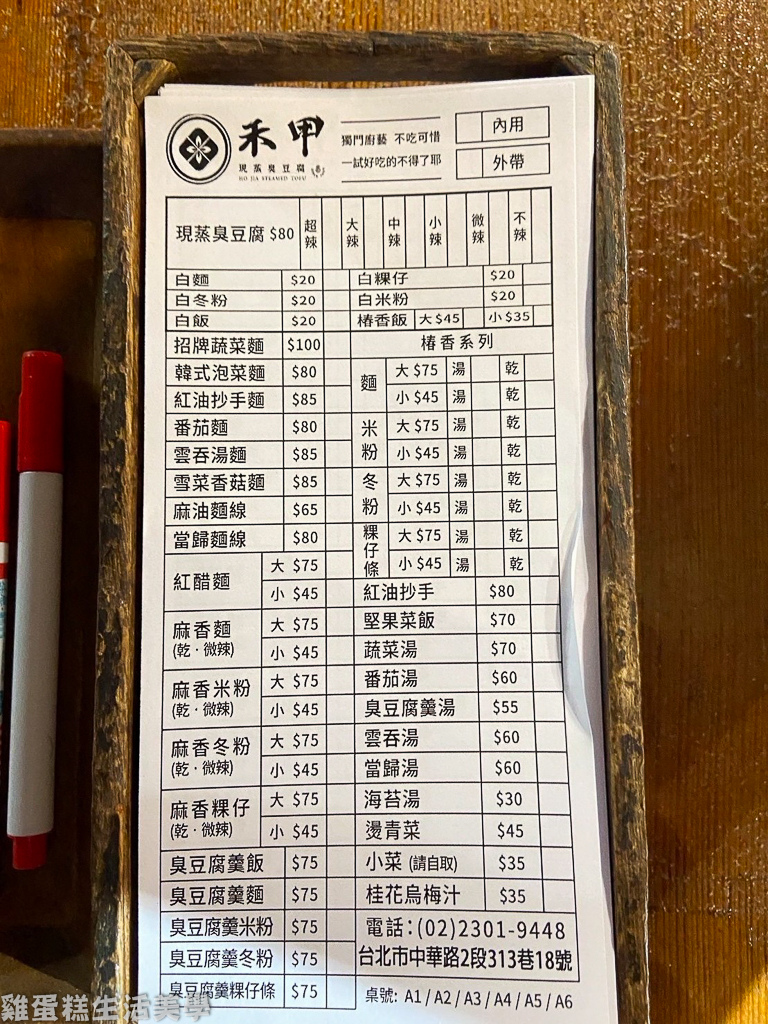 禾甲
現蒸臭豆腐
HO JIA STEAMED TOFU
獨門廚藝 不吃可惜
一試好吃的不得了耶
內用
外帶
現蒸臭豆腐 $80 超辣 大辣 中辣 小辣 微辣 不辣
白麵 $20 白粿仔 $20
白冬粉 $20 白米粉 $20
白飯 $20 椿香飯 大 $45 小 $35
招牌蔬菜麵 $100
韓式泡菜麵 $80
紅油抄手麵 $85
番茄麵 $80
雲吞湯麵 $85
雪菜香菇麵 $85
麻油麵線 $65
當歸麵線 $80
紅醋麵 大 $75
小 $45
麻香麵 (乾·微辣) 大 $75
小 $45
麻香米粉 (乾·微辣) 大 $75
小 $45
麻香冬粉 (乾·微辣) 大 $75
小 $45
麻香粿仔 (乾·微辣) 大 $75
小 $45
臭豆腐羹飯 $75
臭豆腐羹麵 $75
臭豆腐羹米粉 $75
臭豆腐羹冬粉 $75
臭豆腐羹粿仔條 $75
椿香系列
麵 大 $75 湯 乾
小 $45 湯 乾
米粉 大 $75 湯 乾
小 $45 湯 乾
冬粉 大 $75 湯 乾
小 $45 湯 乾
粿仔條 大 $75 湯 乾
小 $45 湯 乾
紅油抄手 $80
堅果菜飯 $70
蔬菜湯 $70
番茄湯 $60
臭豆腐羹湯 $55
雲吞湯 $60
當歸湯 $60
海苔湯 $30
燙青菜 $45
小菜 (請自取) $35
桂花烏梅汁 $35
電話:(02)2301-9448
台北市中華路2段313巷18號
桌號: A1 / A2 / A3 / A4 / A5 / A6
雞蛋糕生活美學